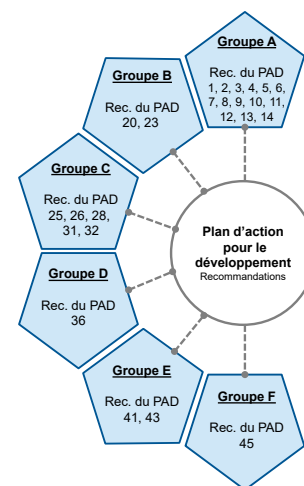 Groupe A
Rec. du PAD
1, 2, 3, 4, 5, 6,
7, 8, 9, 10, 11,
12, 13, 14
Groupe B
Rec. du PAD
20, 23
Groupe C
Rec. du PAD
25, 26, 28,
31, 32
Plan d'action
pour le
développement
Recommandations
Groupe D
Rec. du PAD
36
Groupe E
Rec. du PAD
41, 43
Groupe F
Rec. du PAD
45